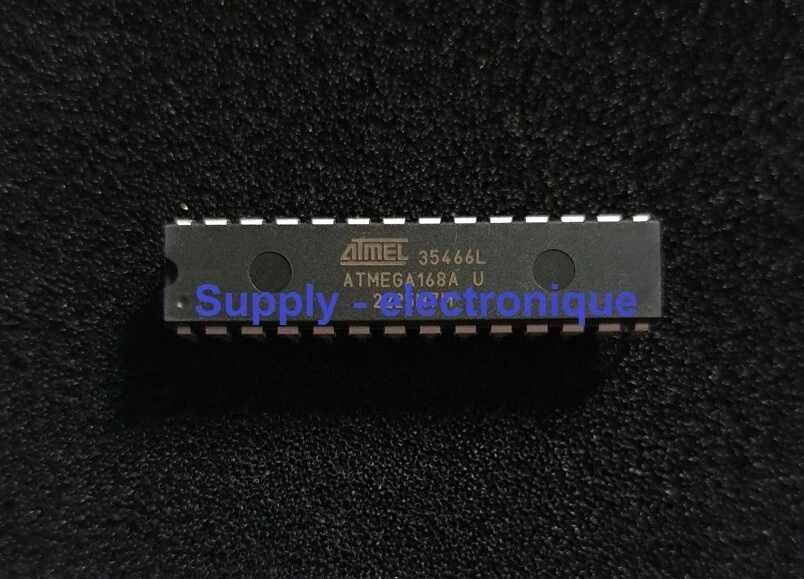 ATMEL 35466L
ATMEGA168A U
Supply - electronique